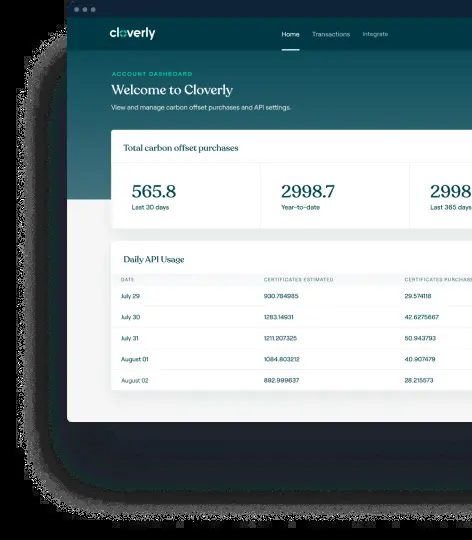 cloverly
Home Transactions Integrate
ACCOUNT DASHBOARD
Welcome to Cloverly
View and manage carbon offset purchases and API settings.
Total carbon offset purchases
565.8 2998.7 2998
Last 30 days Year-to-date Last 365 days
Daily API Usage
DATE CERTIFICATES ESTIMATED CERTIFICATES PURCHASE
July 29 930.784985 29.574118
July 30 1283.14931 42.6275667
July 31 1211.207325 50.943793
August 01 1084.803212 40.907479
August 02 892.999637 28.215573